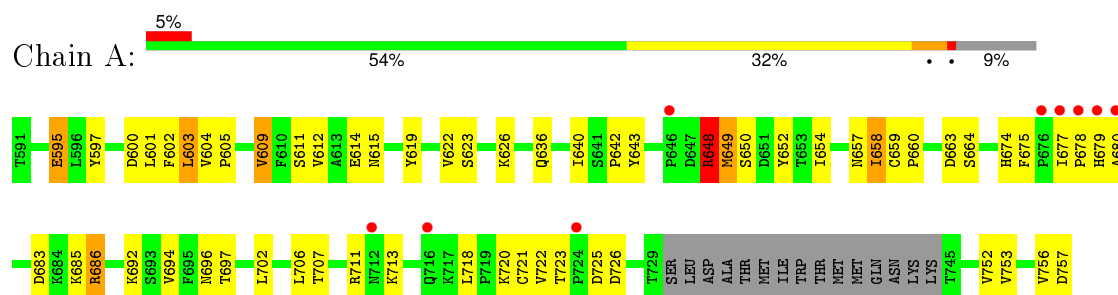 5%
Chain A:
54% 32% • • 9%
T591 E595 L596 Y597 D600 L601 F602 L603 V604 P605 V609 F610 S611 V612 A613 E614 N615 Y619 V622 S623 K626 Q636 I640 S641 P642 Y643 P646 D647 R648 M649 S650 D651 Y652 T653 I654 N657 I658 G659 P660 D663 S664 H674 F675 P676 I677 P678 H679
D683 K684 K685 R686 K692 S693 V694 F695 N696 T697 L702 L706 T707 R711 N712 K713 Q716 K717 L718 P719 K720 C721 V722 T723 P724 D725 D726 T729 SER LEU ASP ALA THR MET ILE TRP THR MET MET GLN ASN LYS LYS T745 V752 V753 V756 D757